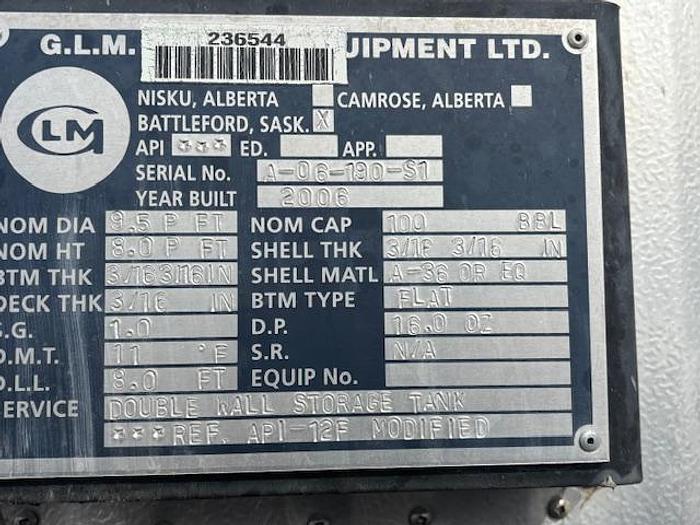 G.L.M. 236544 UIPMENT LTD.
GLM
NISKU, ALBERTA CAMROSE, ALBERTA
BATTLEFORD, SASK. X
API *** ED. APP.
SERIAL No. A-06-190-S1
YEAR BUILT 2006
NOM DIA 9.5 P FT NOM CAP 100 BBL
NOM HT 8.0 P FT SHELL THK 3/16 3/16 IN
BTM THK 3/16 3/16 IN SHELL MATL A-36 OR EQ
DECK THK 3/16 IN BTM TYPE FLAT
S.G. 1.0 D.P. 16.0 OZ
D.M.T. 11 °F S.R. N/A
D.L.L. 8.0 FT EQUIP No.
SERVICE DOUBLE WALL STORAGE TANK
*** REF. API-12F MODIFIED